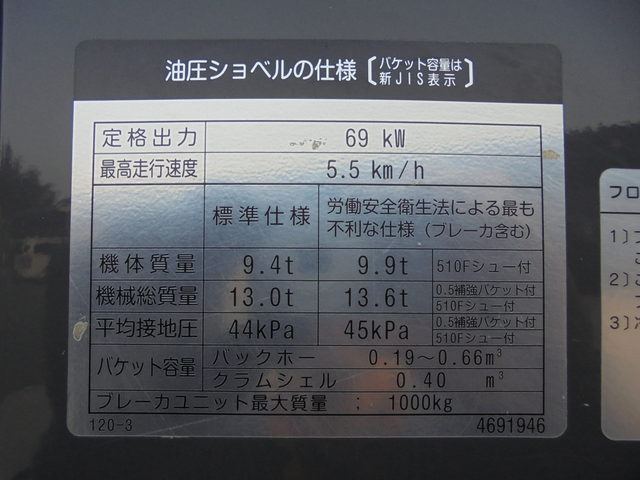 油圧ショベルの仕様〔バケット容量は新JIS表示〕
定格出力 69 kW
最高走行速度 5.5 km/h
標準仕様 労働安全衛生法による最も不利な仕様（ブレーカ含む）
機体質量 9.4t 9.9t 510Fシュー付
機械総質量 13.0t 13.6t 0.5補強バケット付 510Fシュー付
平均接地圧 44kPa 45kPa 0.5補強バケット付 510Fシュー付
バケット容量 バックホー 0.19〜0.66m³
クラムシェル 0.40 m³
ブレーカユニット最大質量 ; 1000kg
120-3 4691946
フロ
1]
2]こ
3]